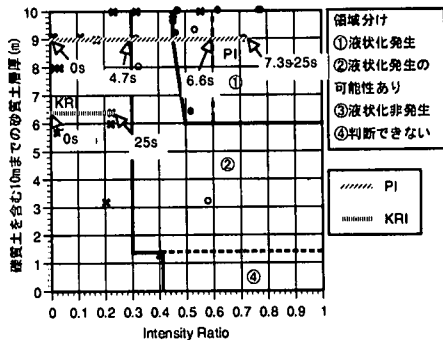 礫質土を含む10mまでの砂質土層厚(m)
10
9
8
7
6
5
4
3
2
1
0
0 0.1 0.2 0.3 0.4 0.5 0.6 0.7 0.8 0.9 1
Intensity Ratio
PI
①
0s
4.7s
6.6s
7.3s-25s
KRI
0s
25s
②
④
領域分け
①液状化発生
②液状化発生の
可能性あり
③液状化非発生
④判断できない
PI
KRI